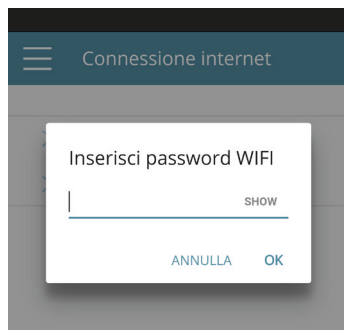 Connessione internet
Inserisci password WIFI
SHOW
ANNULLA OK